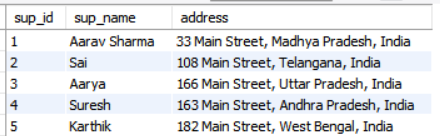 sup_id sup_name address
1 Aarav Sharma 33 Main Street, Madhya Pradesh, India
2 Sai 108 Main Street, Telangana, India
3 Aarya 166 Main Street, Uttar Pradesh, India
4 Suresh 163 Main Street, Andhra Pradesh, India
5 Karthik 182 Main Street, West Bengal, India